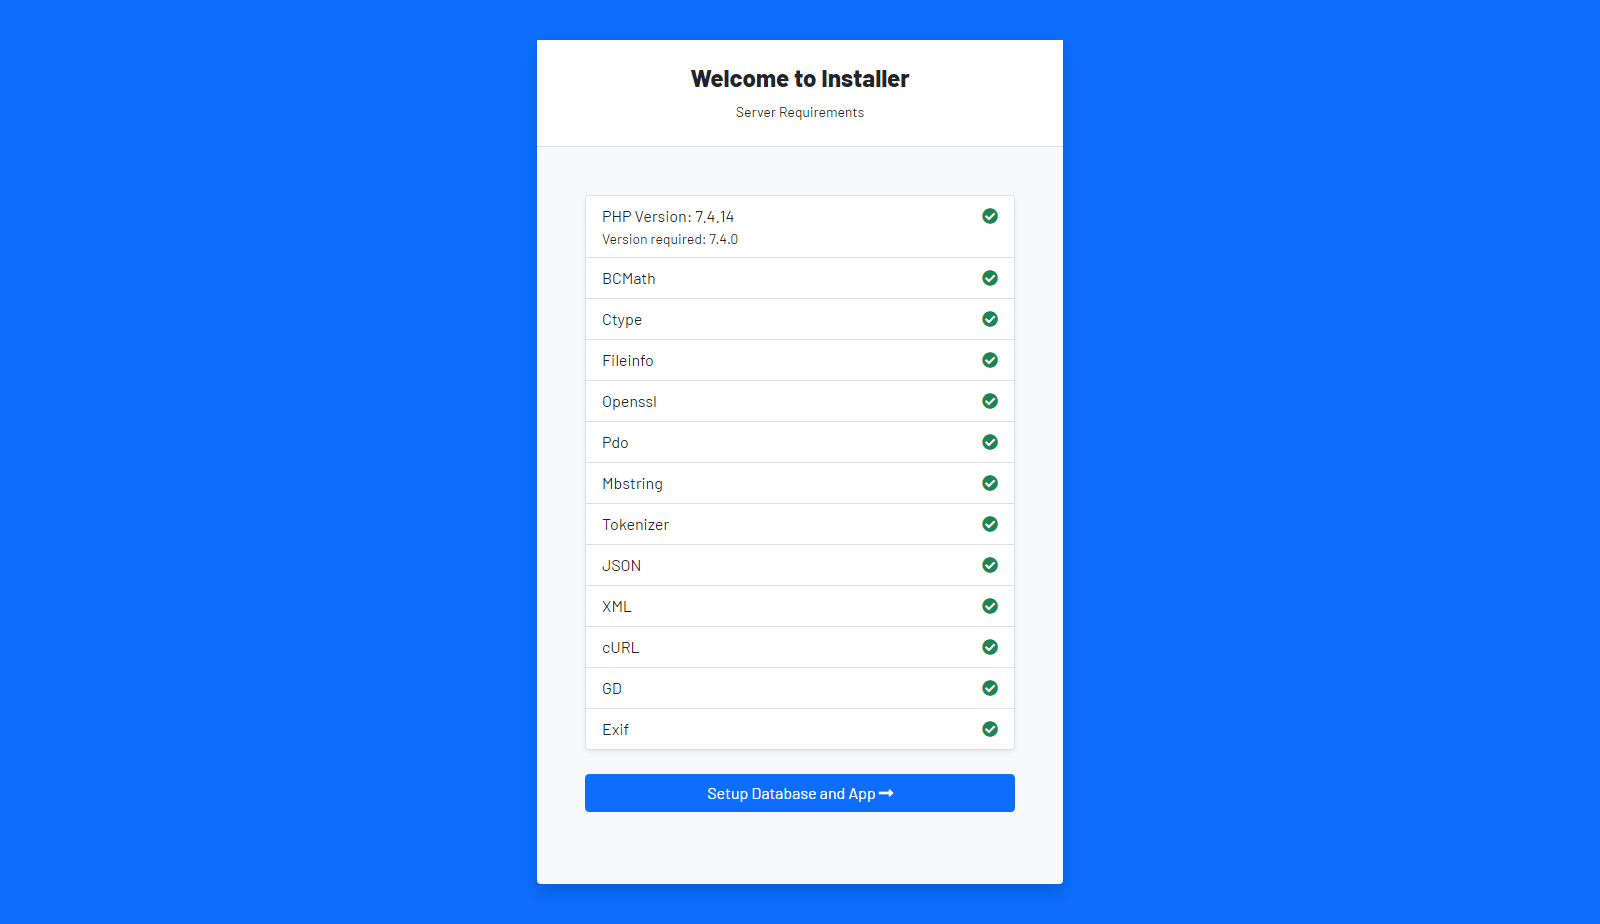 Welcome to Installer
Server Requirements
PHP Version: 7.4.14
Version required: 7.4.0
BCMath
Ctype
Fileinfo
Openssl
Pdo
Mbstring
Tokenizer
JSON
XML
cURL
GD
Exif
Setup Database and App